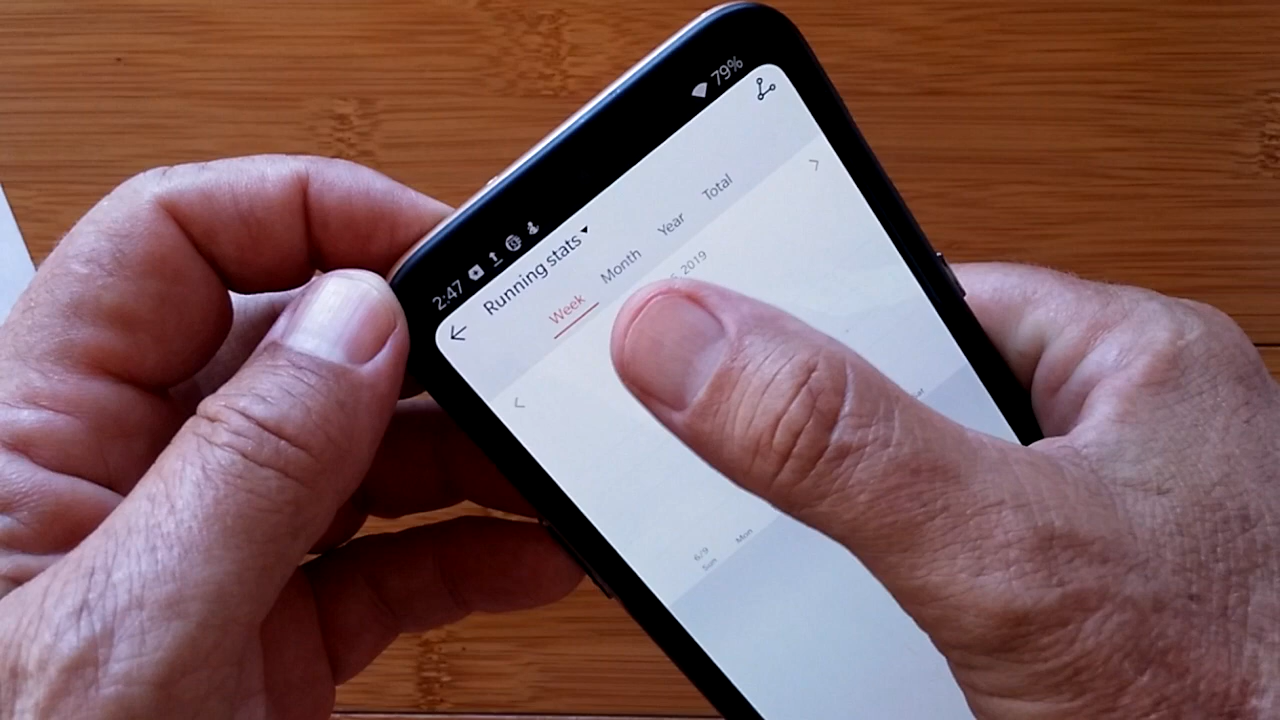 2:47 79%
Running stats
Week Month Year Total
2019
6/9
Sun Mon